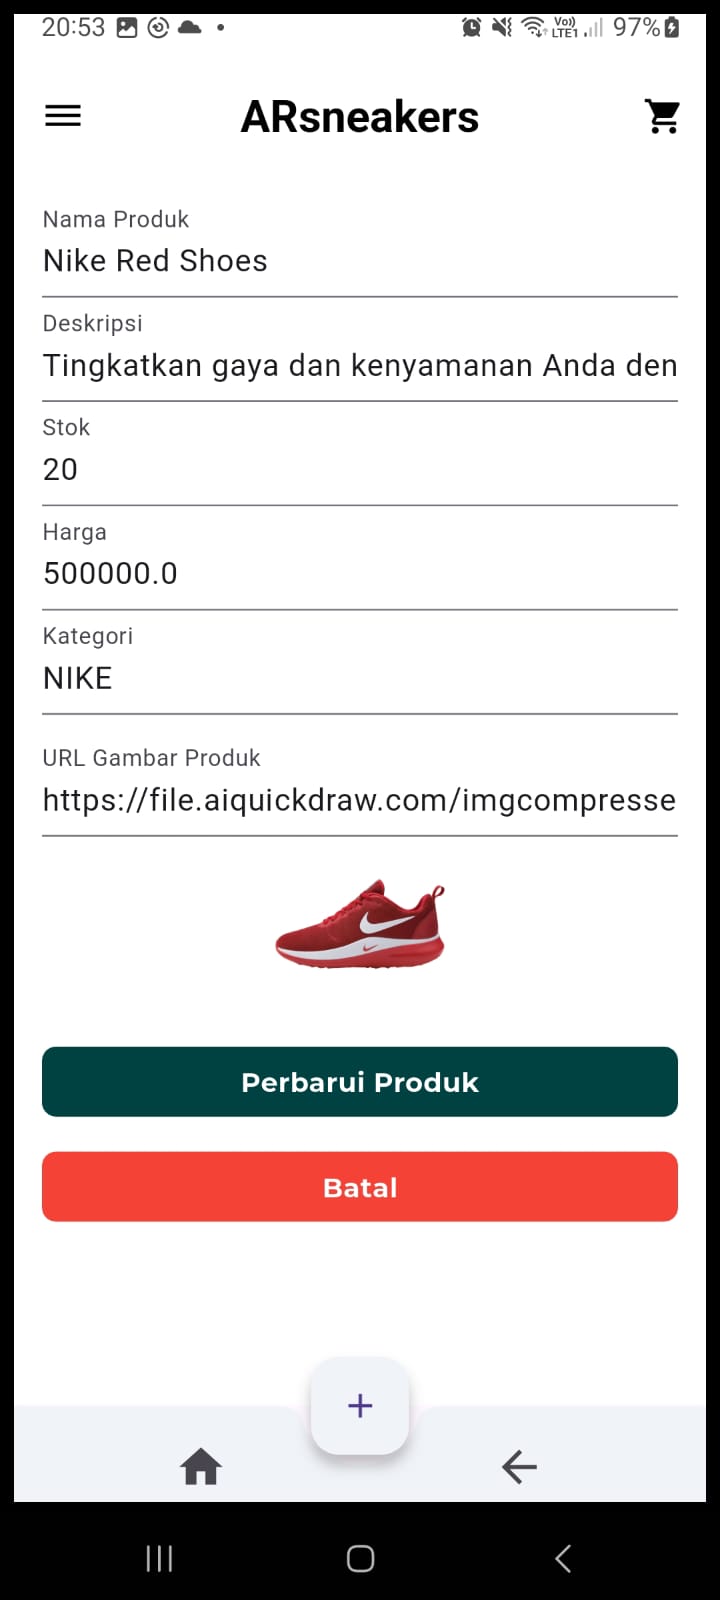 20:53 Vo)) LTE1 97%
ARsneakers
Nama Produk
Nike Red Shoes
Deskripsi
Tingkatkan gaya dan kenyamanan Anda den
Stok
20
Harga
500000.0
Kategori
NIKE
URL Gambar Produk
https://file.aiquickdraw.com/imgcompresse
Perbarui Produk
Batal